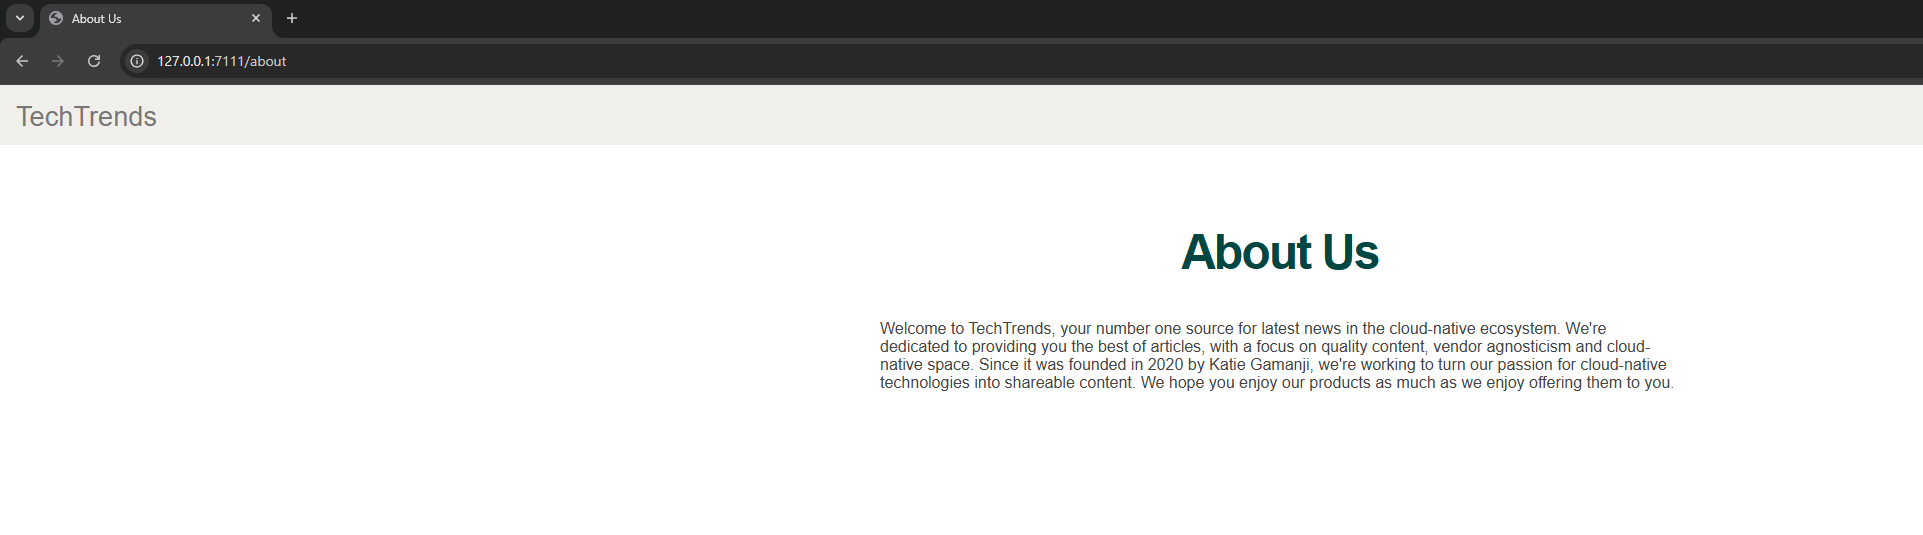 About Us
127.0.0.1:7111/about
TechTrends
About Us
Welcome to TechTrends, your number one source for latest news in the cloud-native ecosystem. We're
dedicated to providing you the best of articles, with a focus on quality content, vendor agnosticism and cloud-
native space. Since it was founded in 2020 by Katie Gamanji, we're working to turn our passion for cloud-native
technologies into shareable content. We hope you enjoy our products as much as we enjoy offering them to you.